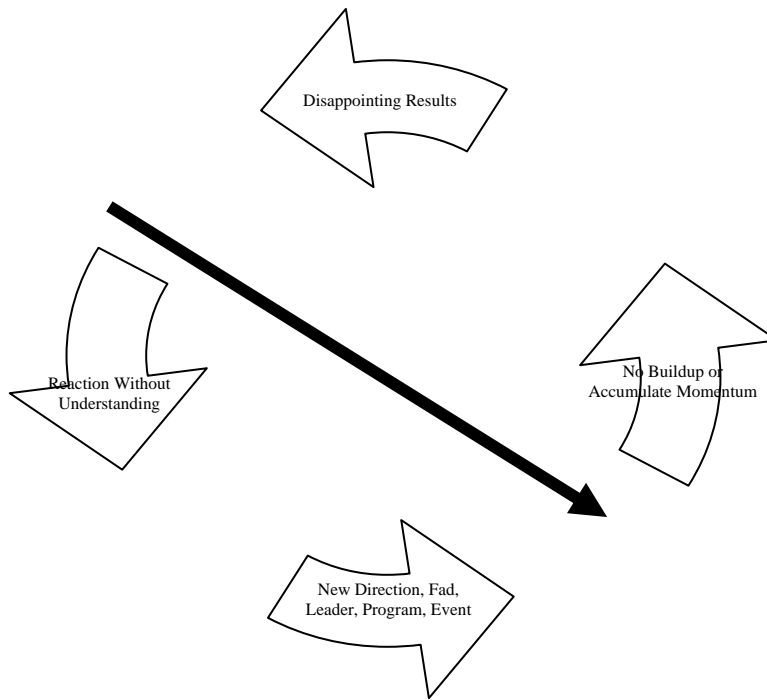 Disappointing Results
Reaction Without
Understanding
No Buildup or
Accumulate Momentum
New Direction, Fad,
Leader, Program, Event